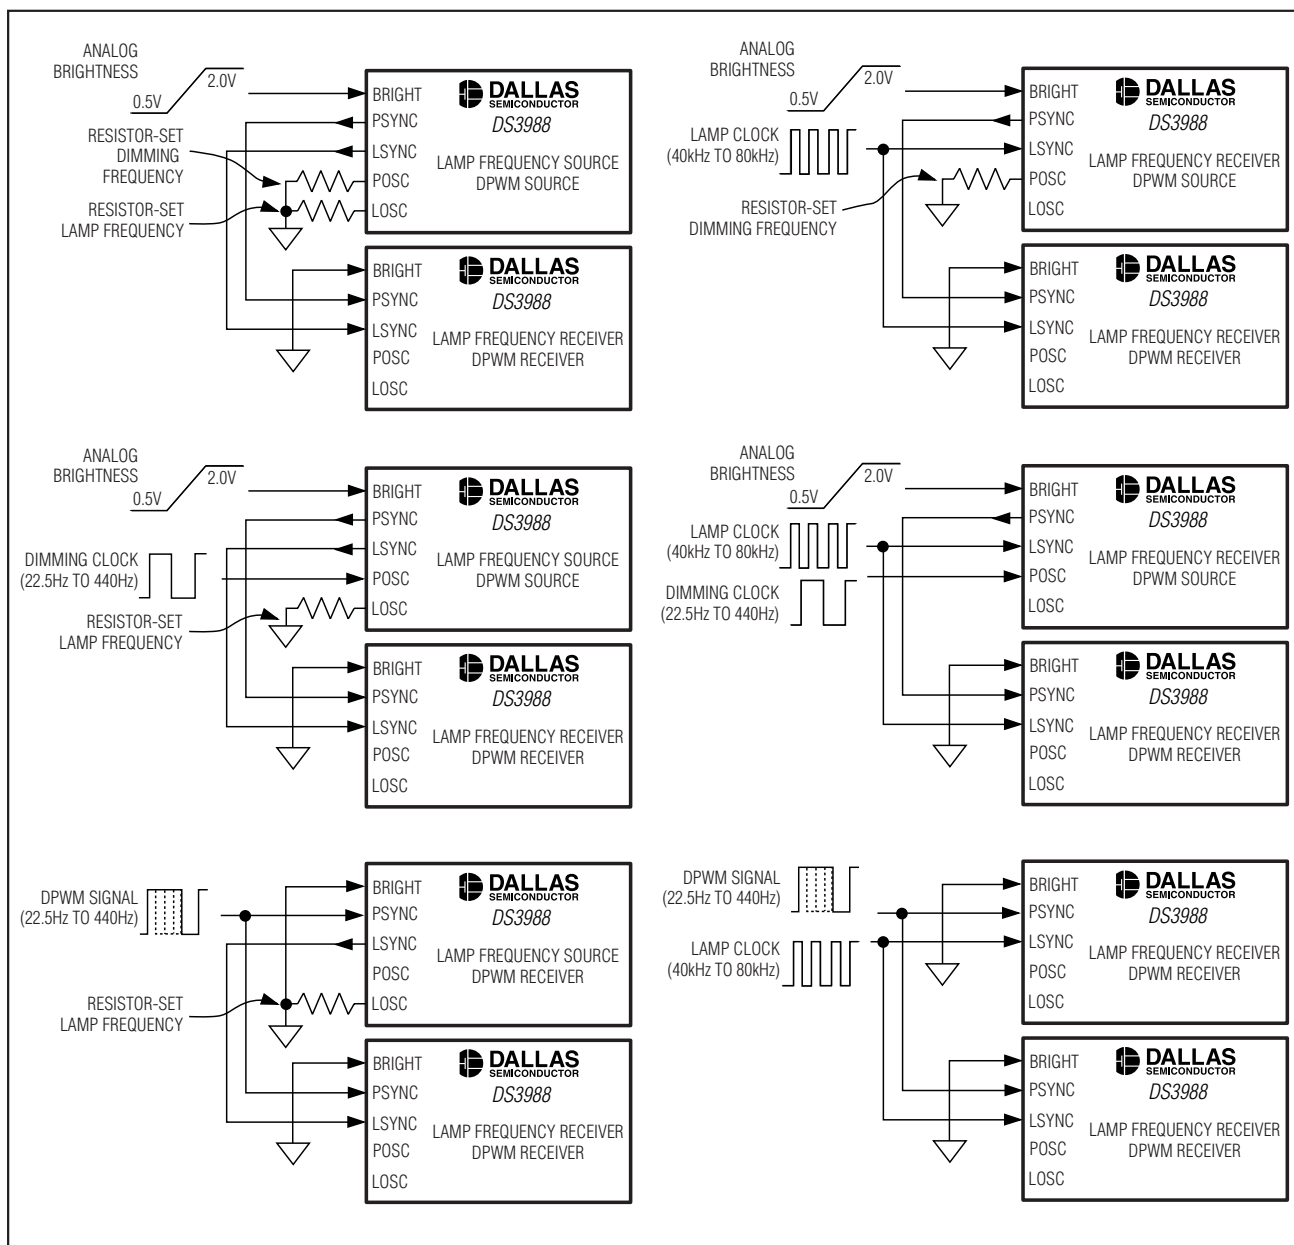 ANALOG
BRIGHTNESS
0.5V
2.0V
RESISTOR-SET
DIMMING
FREQUENCY
RESISTOR-SET
LAMP FREQUENCY
BRIGHT
PSYNC
LSYNC
POSC
LOSC
DALLAS
SEMICONDUCTOR
DS3988
LAMP FREQUENCY SOURCE
DPWM SOURCE
BRIGHT
PSYNC
LSYNC
POSC
LOSC
DALLAS
SEMICONDUCTOR
DS3988
LAMP FREQUENCY RECEIVER
DPWM RECEIVER
ANALOG
BRIGHTNESS
0.5V
2.0V
LAMP CLOCK
(40kHz TO 80kHz)
RESISTOR-SET
DIMMING FREQUENCY
BRIGHT
PSYNC
LSYNC
POSC
LOSC
DALLAS
SEMICONDUCTOR
DS3988
LAMP FREQUENCY RECEIVER
DPWM SOURCE
BRIGHT
PSYNC
LSYNC
POSC
LOSC
DALLAS
SEMICONDUCTOR
DS3988
LAMP FREQUENCY RECEIVER
DPWM RECEIVER
ANALOG
BRIGHTNESS
0.5V
2.0V
DIMMING CLOCK
(22.5Hz TO 440Hz)
RESISTOR-SET
LAMP FREQUENCY
BRIGHT
PSYNC
LSYNC
POSC
LOSC
DALLAS
SEMICONDUCTOR
DS3988
LAMP FREQUENCY SOURCE
DPWM SOURCE
BRIGHT
PSYNC
LSYNC
POSC
LOSC
DALLAS
SEMICONDUCTOR
DS3988
LAMP FREQUENCY RECEIVER
DPWM RECEIVER
ANALOG
BRIGHTNESS
0.5V
2.0V
LAMP CLOCK
(40kHz TO 80kHz)
DIMMING CLOCK
(22.5Hz TO 440Hz)
BRIGHT
PSYNC
LSYNC
POSC
LOSC
DALLAS
SEMICONDUCTOR
DS3988
LAMP FREQUENCY RECEIVER
DPWM SOURCE
BRIGHT
PSYNC
LSYNC
POSC
LOSC
DALLAS
SEMICONDUCTOR
DS3988
LAMP FREQUENCY RECEIVER
DPWM RECEIVER
DPWM SIGNAL
(22.5Hz TO 440Hz)
RESISTOR-SET
LAMP FREQUENCY
BRIGHT
PSYNC
LSYNC
POSC
LOSC
DALLAS
SEMICONDUCTOR
DS3988
LAMP FREQUENCY SOURCE
DPWM RECEIVER
BRIGHT
PSYNC
LSYNC
POSC
LOSC
DALLAS
SEMICONDUCTOR
DS3988
LAMP FREQUENCY RECEIVER
DPWM RECEIVER
DPWM SIGNAL
(22.5Hz TO 440Hz)
LAMP CLOCK
(40kHz TO 80kHz)
BRIGHT
PSYNC
LSYNC
POSC
LOSC
DALLAS
SEMICONDUCTOR
DS3988
LAMP FREQUENCY RECEIVER
DPWM RECEIVER
BRIGHT
PSYNC
LSYNC
POSC
LOSC
DALLAS
SEMICONDUCTOR
DS3988
LAMP FREQUENCY RECEIVER
DPWM RECEIVER